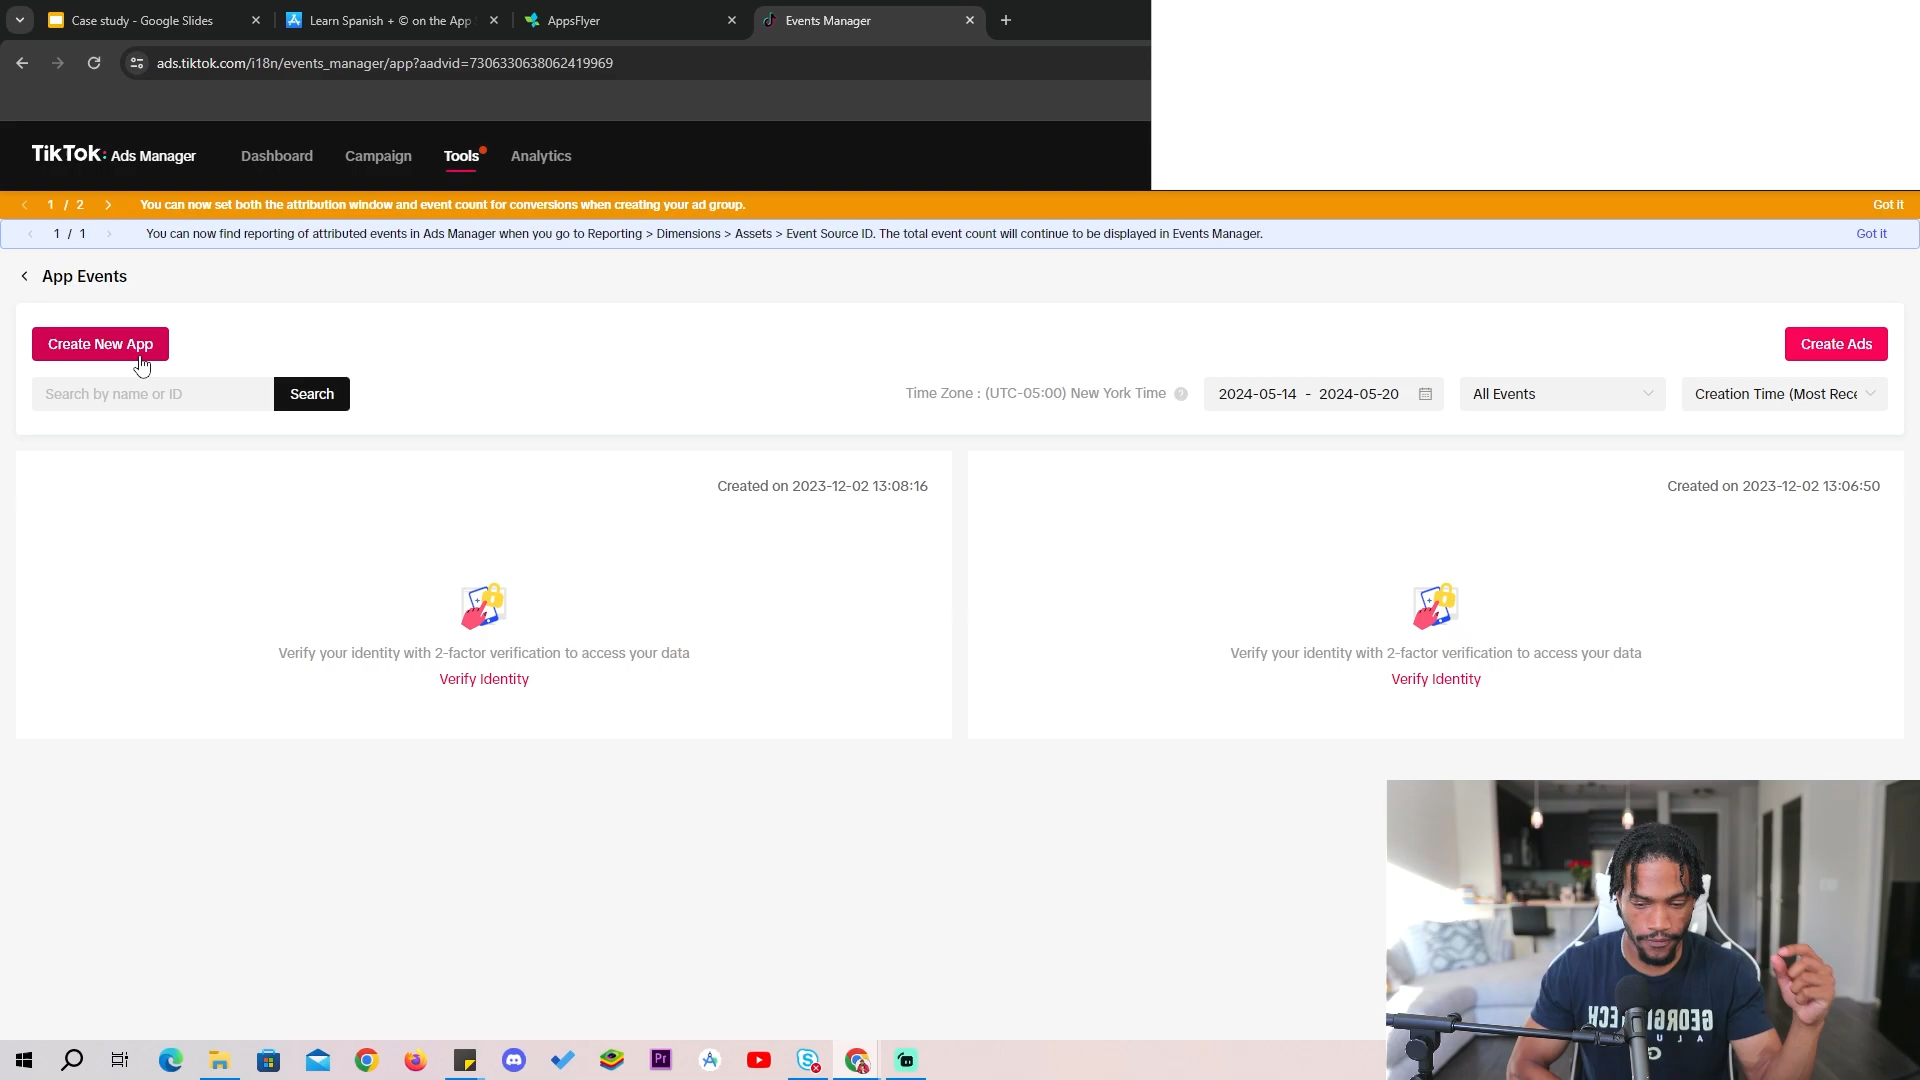 Case study - Google Slides
Learn Spanish + © on the App
AppsFlyer
Events Manager
ads.tiktok.com/i18n/events_manager/app?aadvid=7306330638062419969
TikTok: Ads Manager
Dashboard
Campaign
Tools
Analytics
1 / 2
You can now set both the attribution window and event count for conversions when creating your ad group.
Got it
1 / 1
You can now find reporting of attributed events in Ads Manager when you go to Reporting > Dimensions > Assets > Event Source ID. The total event count will continue to be displayed in Events Manager.
Got it
App Events
Create New App
Create Ads
Search by name or ID
Search
Time Zone : (UTC-05:00) New York Time
2024-05-14 - 2024-05-20
All Events
Creation Time (Most Rece
Created on 2023-12-02 13:08:16
Created on 2023-12-02 13:06:50
Verify your identity with 2-factor verification to access your data
Verify Identity
Verify your identity with 2-factor verification to access your data
Verify Identity
Pr